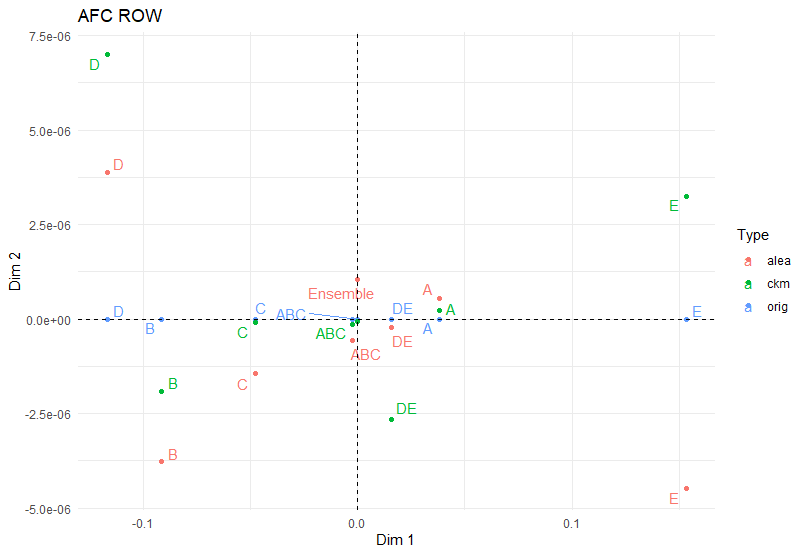 AFC ROW
7.5e-06
D
D
5.0e-06
2.5e-06
E
Type
a alea
a ckm
a orig
Ensemble
A
D
C
ABC
DE
A
E
0.0e+00
B
C
ABC
A
DE
ABC
C
B
DE
-2.5e-06
B
E
-5.0e-06
-0.1
0.0
0.1
Dim 1
Dim 2